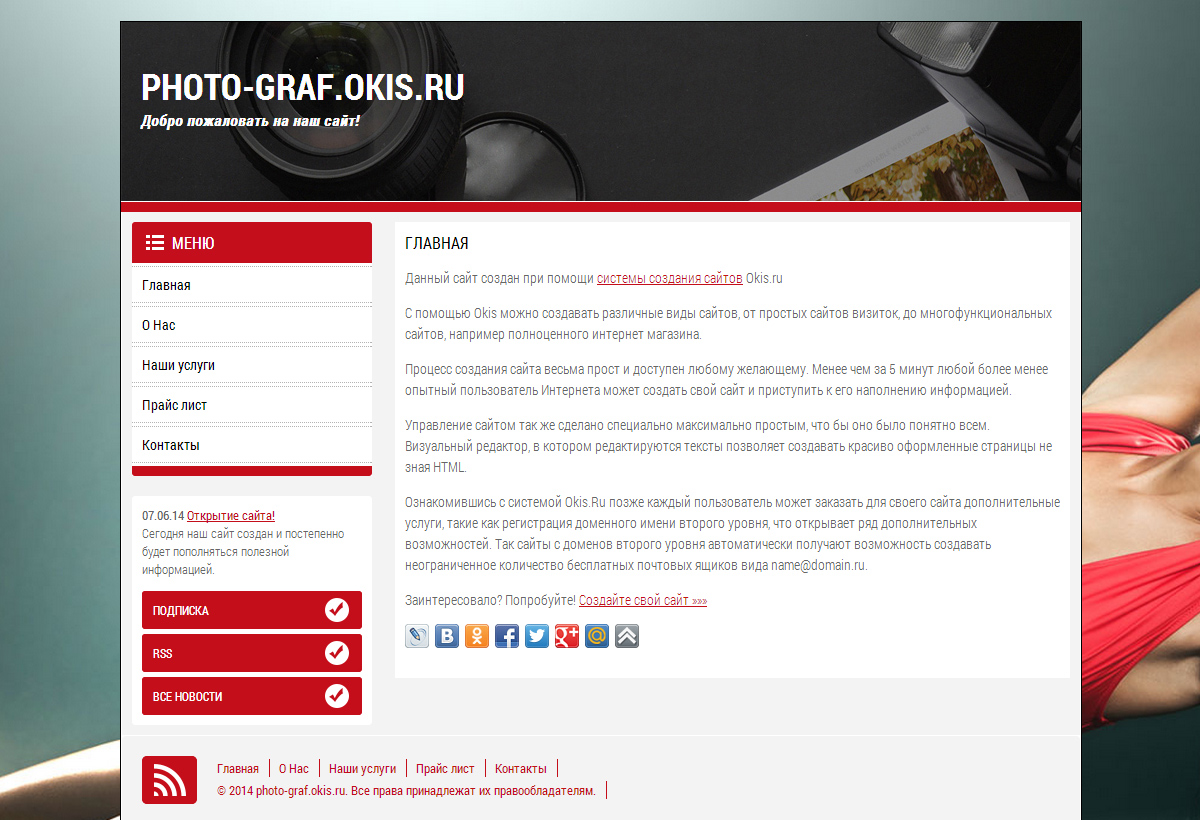 PHOTO-GRAF.OKIS.RU
Добро пожаловать на наш сайт!
МЕНЮ
Главная
О Нас
Наши услуги
Прайс лист
Контакты
07.06.14 Открытие сайта!
Сегодня наш сайт создан и постепенно
будет пополняться полезной
информацией.
ПОДПИСКА
RSS
ВСЕ НОВОСТИ
ГЛАВНАЯ
Данный сайт создан при помощи системы создания сайтов Okis.ru
С помощью Okis можно создавать различные виды сайтов, от простых сайтов визиток, до многофункциональных
сайтов, например полноценного интернет магазина.
Процесс создания сайта весьма прост и доступен любому желающему. Менее чем за 5 минут любой более менее
опытный пользователь Интернета может создать свой сайт и приступить к его наполнению информацией.
Управление сайтом так же сделано специально максимально простым, что бы оно было понятно всем.
Визуальный редактор, в котором редактируются тексты позволяет создавать красиво оформленные страницы не
зная HTML.
Ознакомившись с системой Okis.Ru позже каждый пользователь может заказать для своего сайта дополнительные
услуги, такие как регистрация доменного имени второго уровня, что открывает ряд дополнительных
возможностей. Так сайты с доменов второго уровня автоматически получают возможность создавать
неограниченное количество бесплатных почтовых ящиков вида name@domain.ru.
Заинтересовало? Попробуйте! Создайте свой сайт »»»
Главная О Нас Наши услуги Прайс лист Контакты
© 2014 photo-graf.okis.ru. Все права принадлежат их правообладателям.